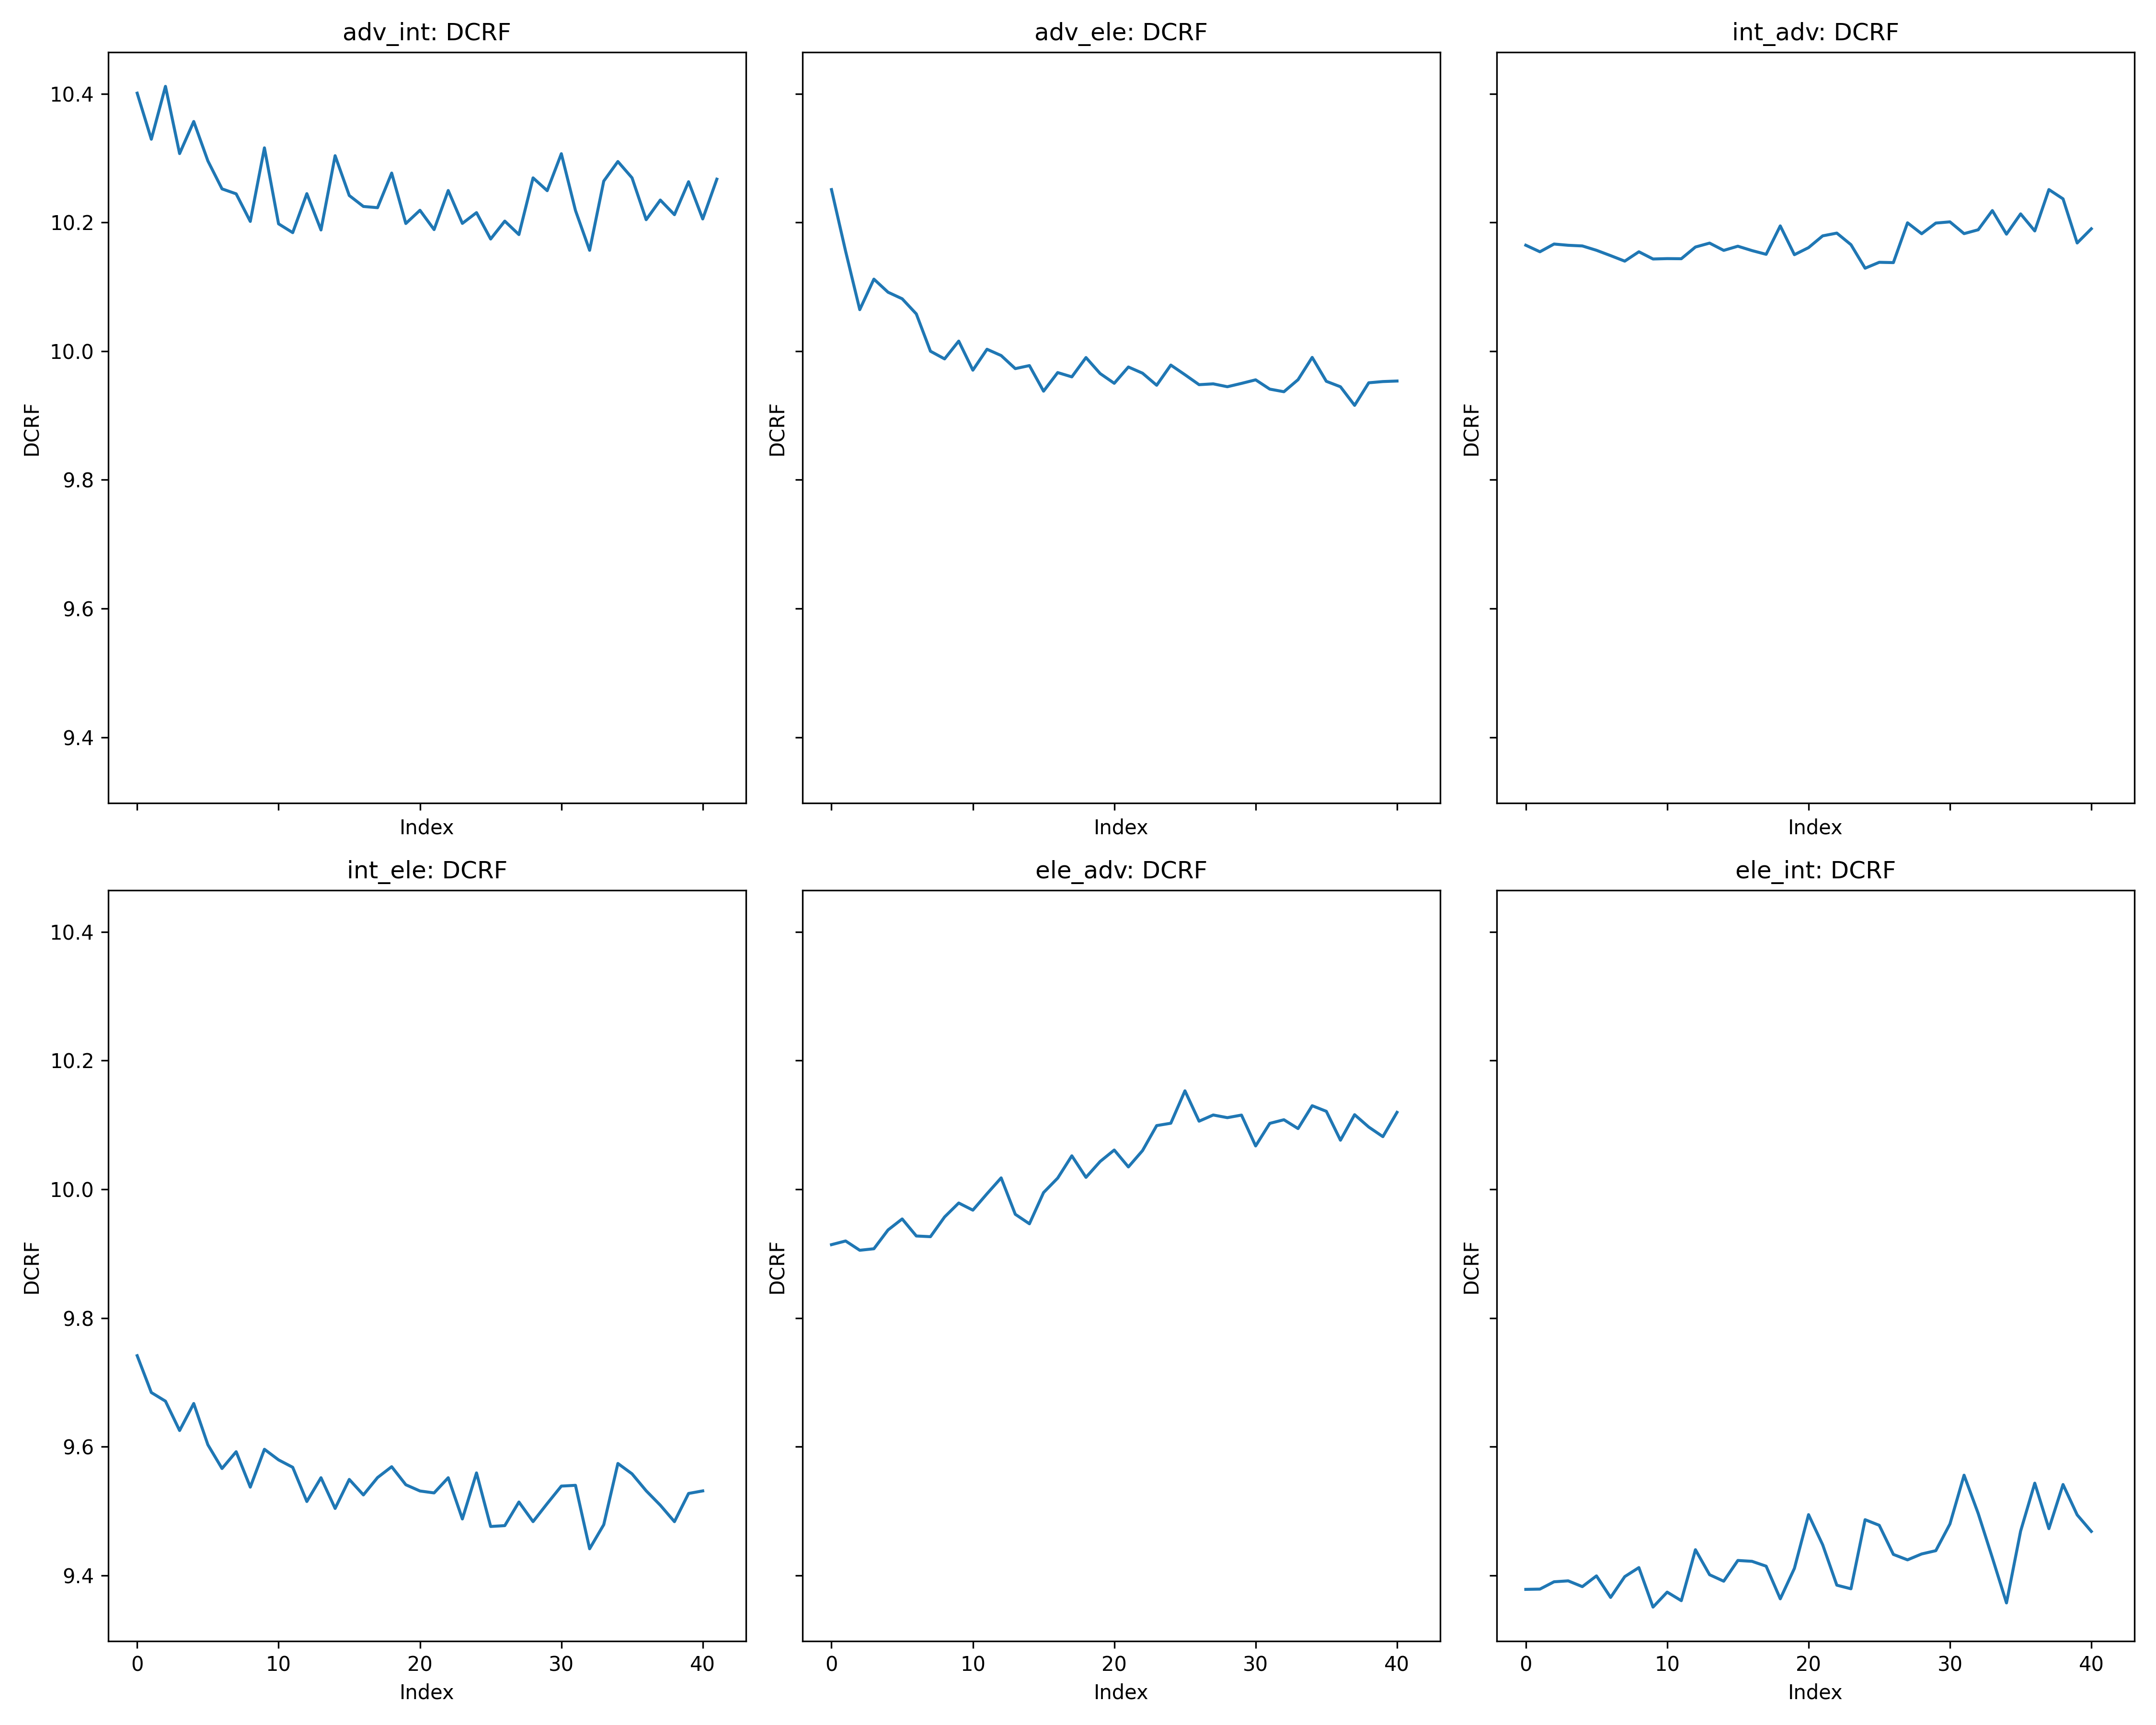 adv_int: DCRF
adv_ele: DCRF
int_adv: DCRF
10.4
10.2
10.0
9.8
9.6
9.4
DCRF
DCRF
DCRF
Index
Index
Index
int_ele: DCRF
ele_adv: DCRF
ele_int: DCRF
10.4
10.2
10.0
9.8
9.6
9.4
DCRF
DCRF
DCRF
0 10 20 30 40
0 10 20 30 40
0 10 20 30 40
Index
Index
Index